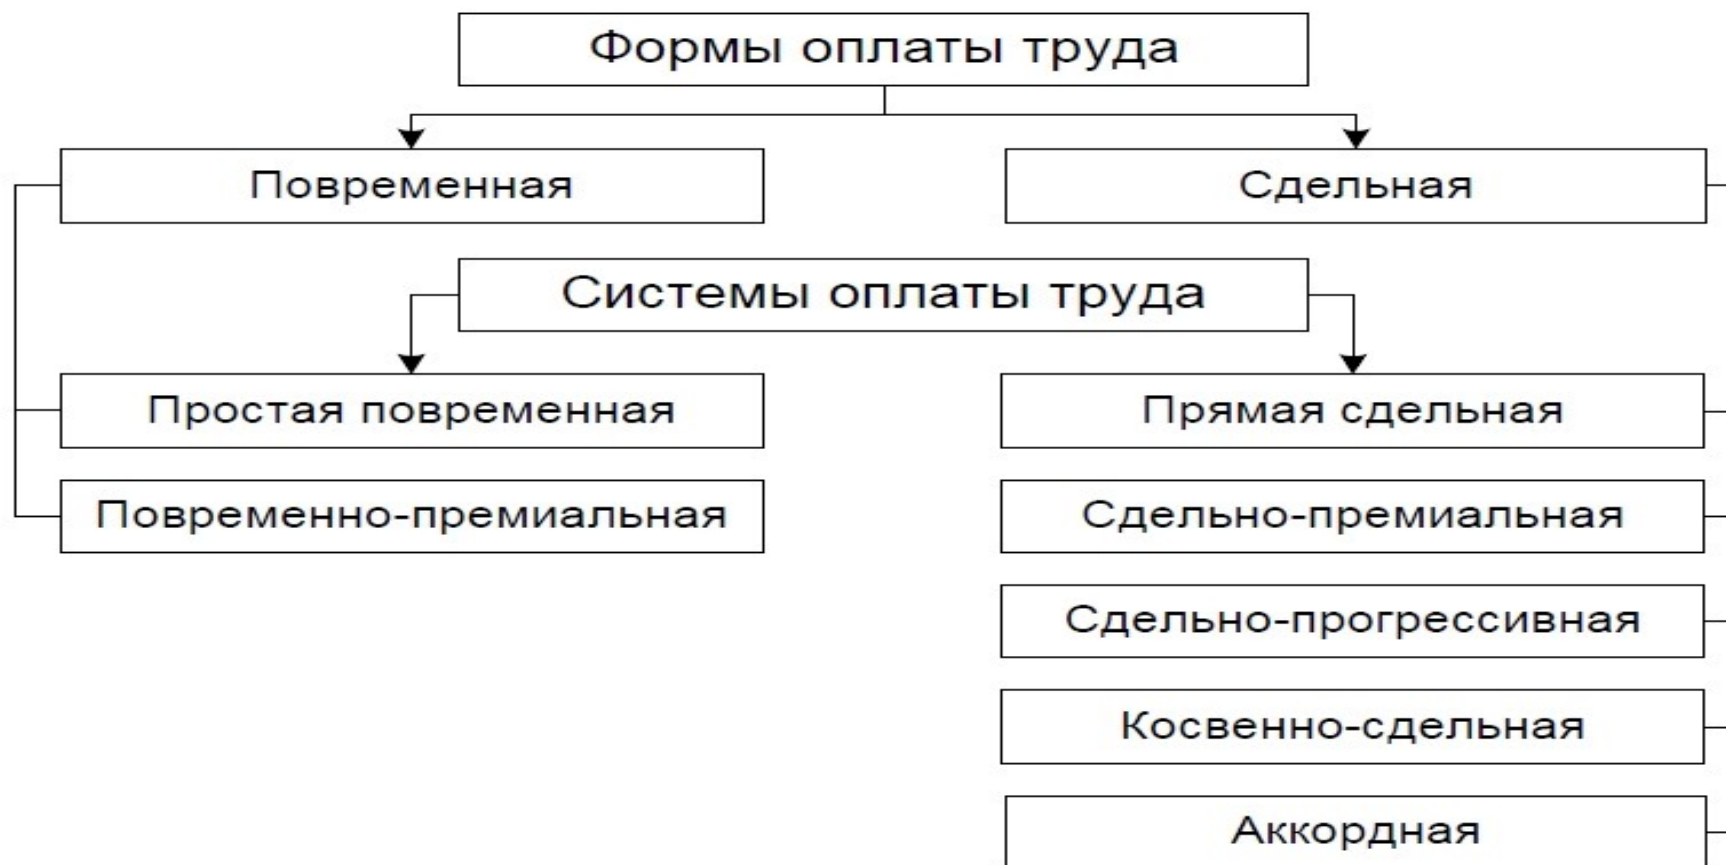 Формы оплаты труда
Повременная
Сдельная
Системы оплаты труда
Простая повременная
Прямая сдельная
Повременно-премиальная
Сдельно-премиальная
Сдельно-прогрессивная
Косвенно-сдельная
Аккордная